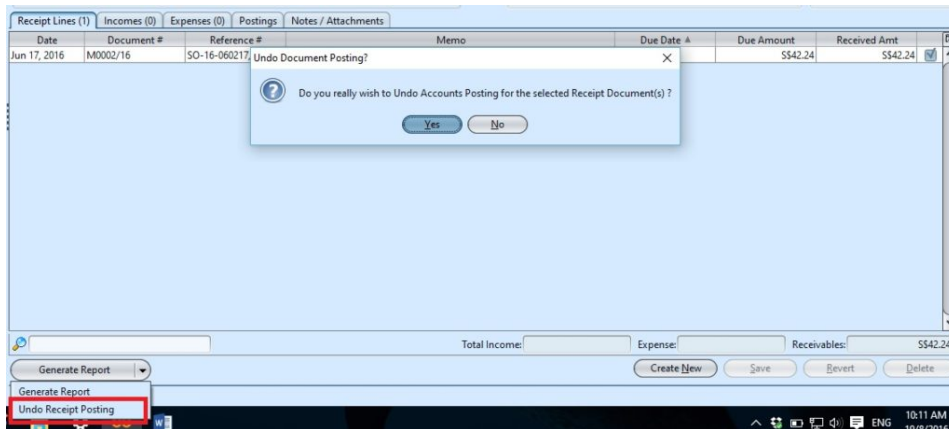 Receipt Lines (1) Incomes (0) Expenses (0) Postings Notes / Attachments
Date Document # Reference # Memo Due Date Due Amount Received Amt
Jun 17, 2016 M0002/16 SO-16-060217, S$42.24 S$42.24
Undo Document Posting?
Do you really wish to Undo Accounts Posting for the selected Receipt Document(s) ?
Yes No
Total Income: Expense: Receivables: S$42.24
Generate Report Create New Save Revert Delete
Generate Report
Undo Receipt Posting
ENG 10:11 AM
10/8/2016